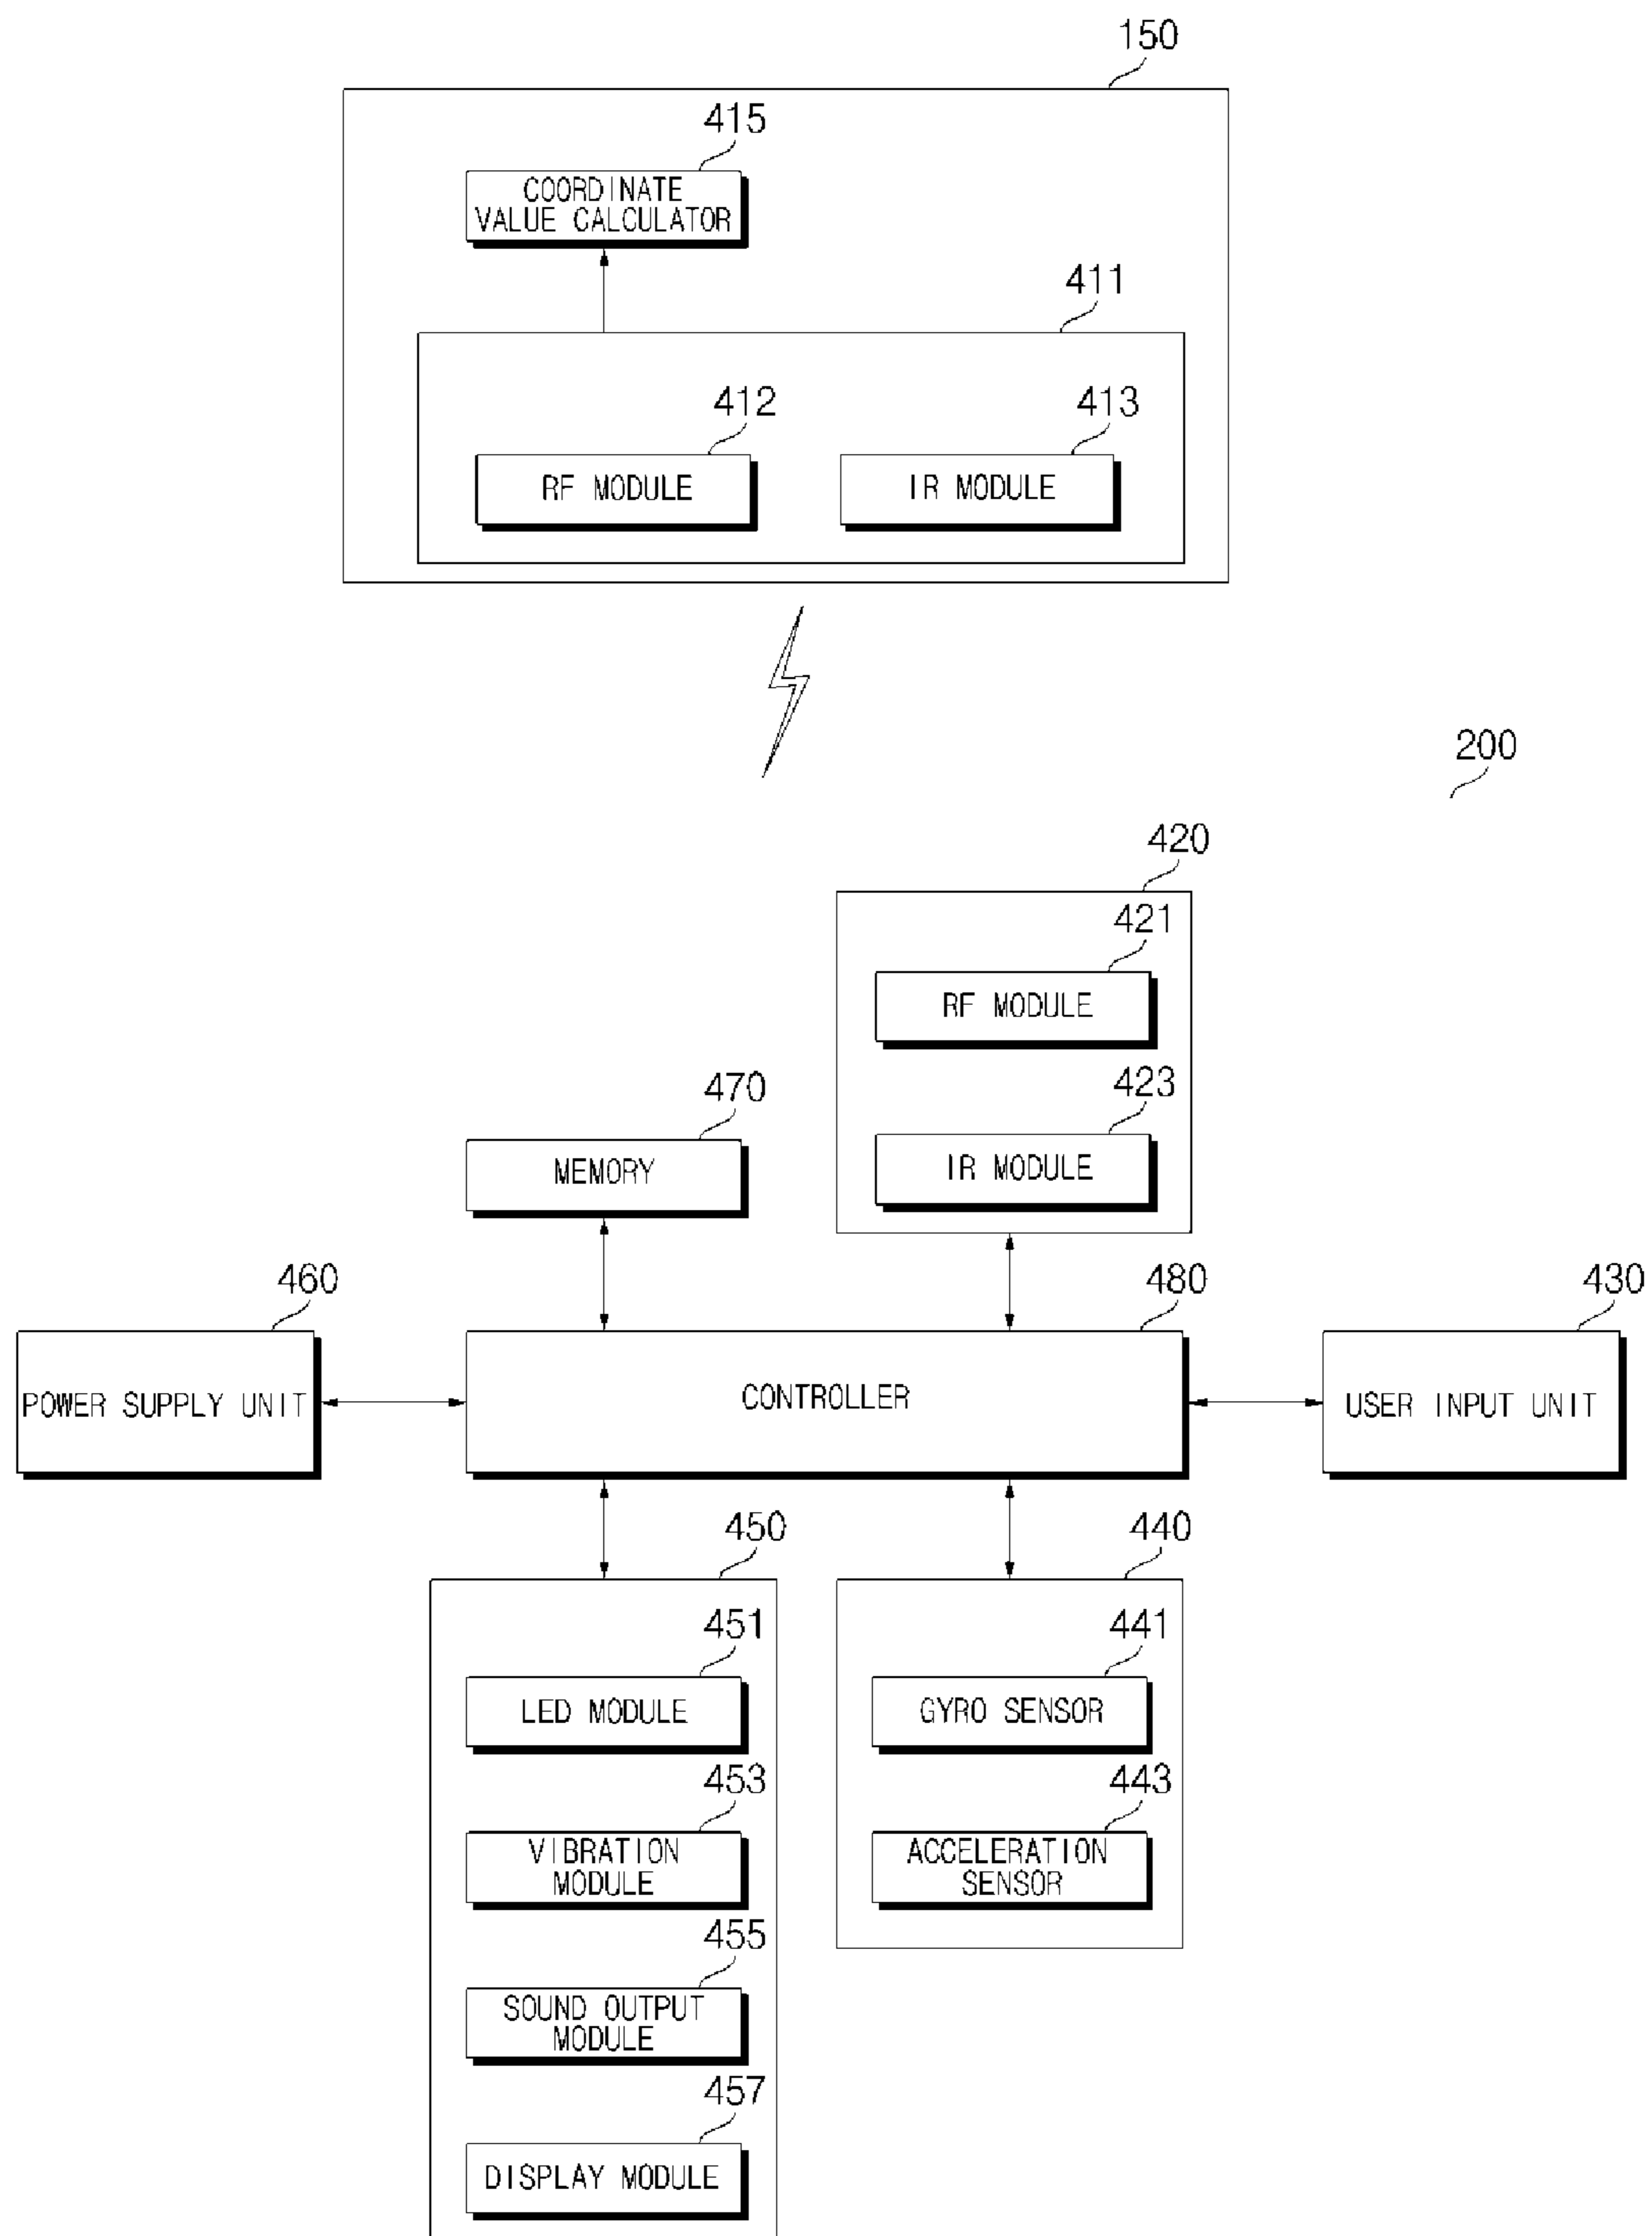 150
415
COORDINATE
VALUE CALCULATOR
411
412
413
RF MODULE
IR MODULE
200
420
421
RF MODULE
423
IR MODULE
470
MEMORY
460
480
430
POWER SUPPLY UNIT
CONTROLLER
USER INPUT UNIT
450
440
451
441
LED MODULE
GYRO SENSOR
453
443
VIBRATION
MODULE
ACCELERATION
SENSOR
455
SOUND OUTPUT
MODULE
457
DISPLAY MODULE